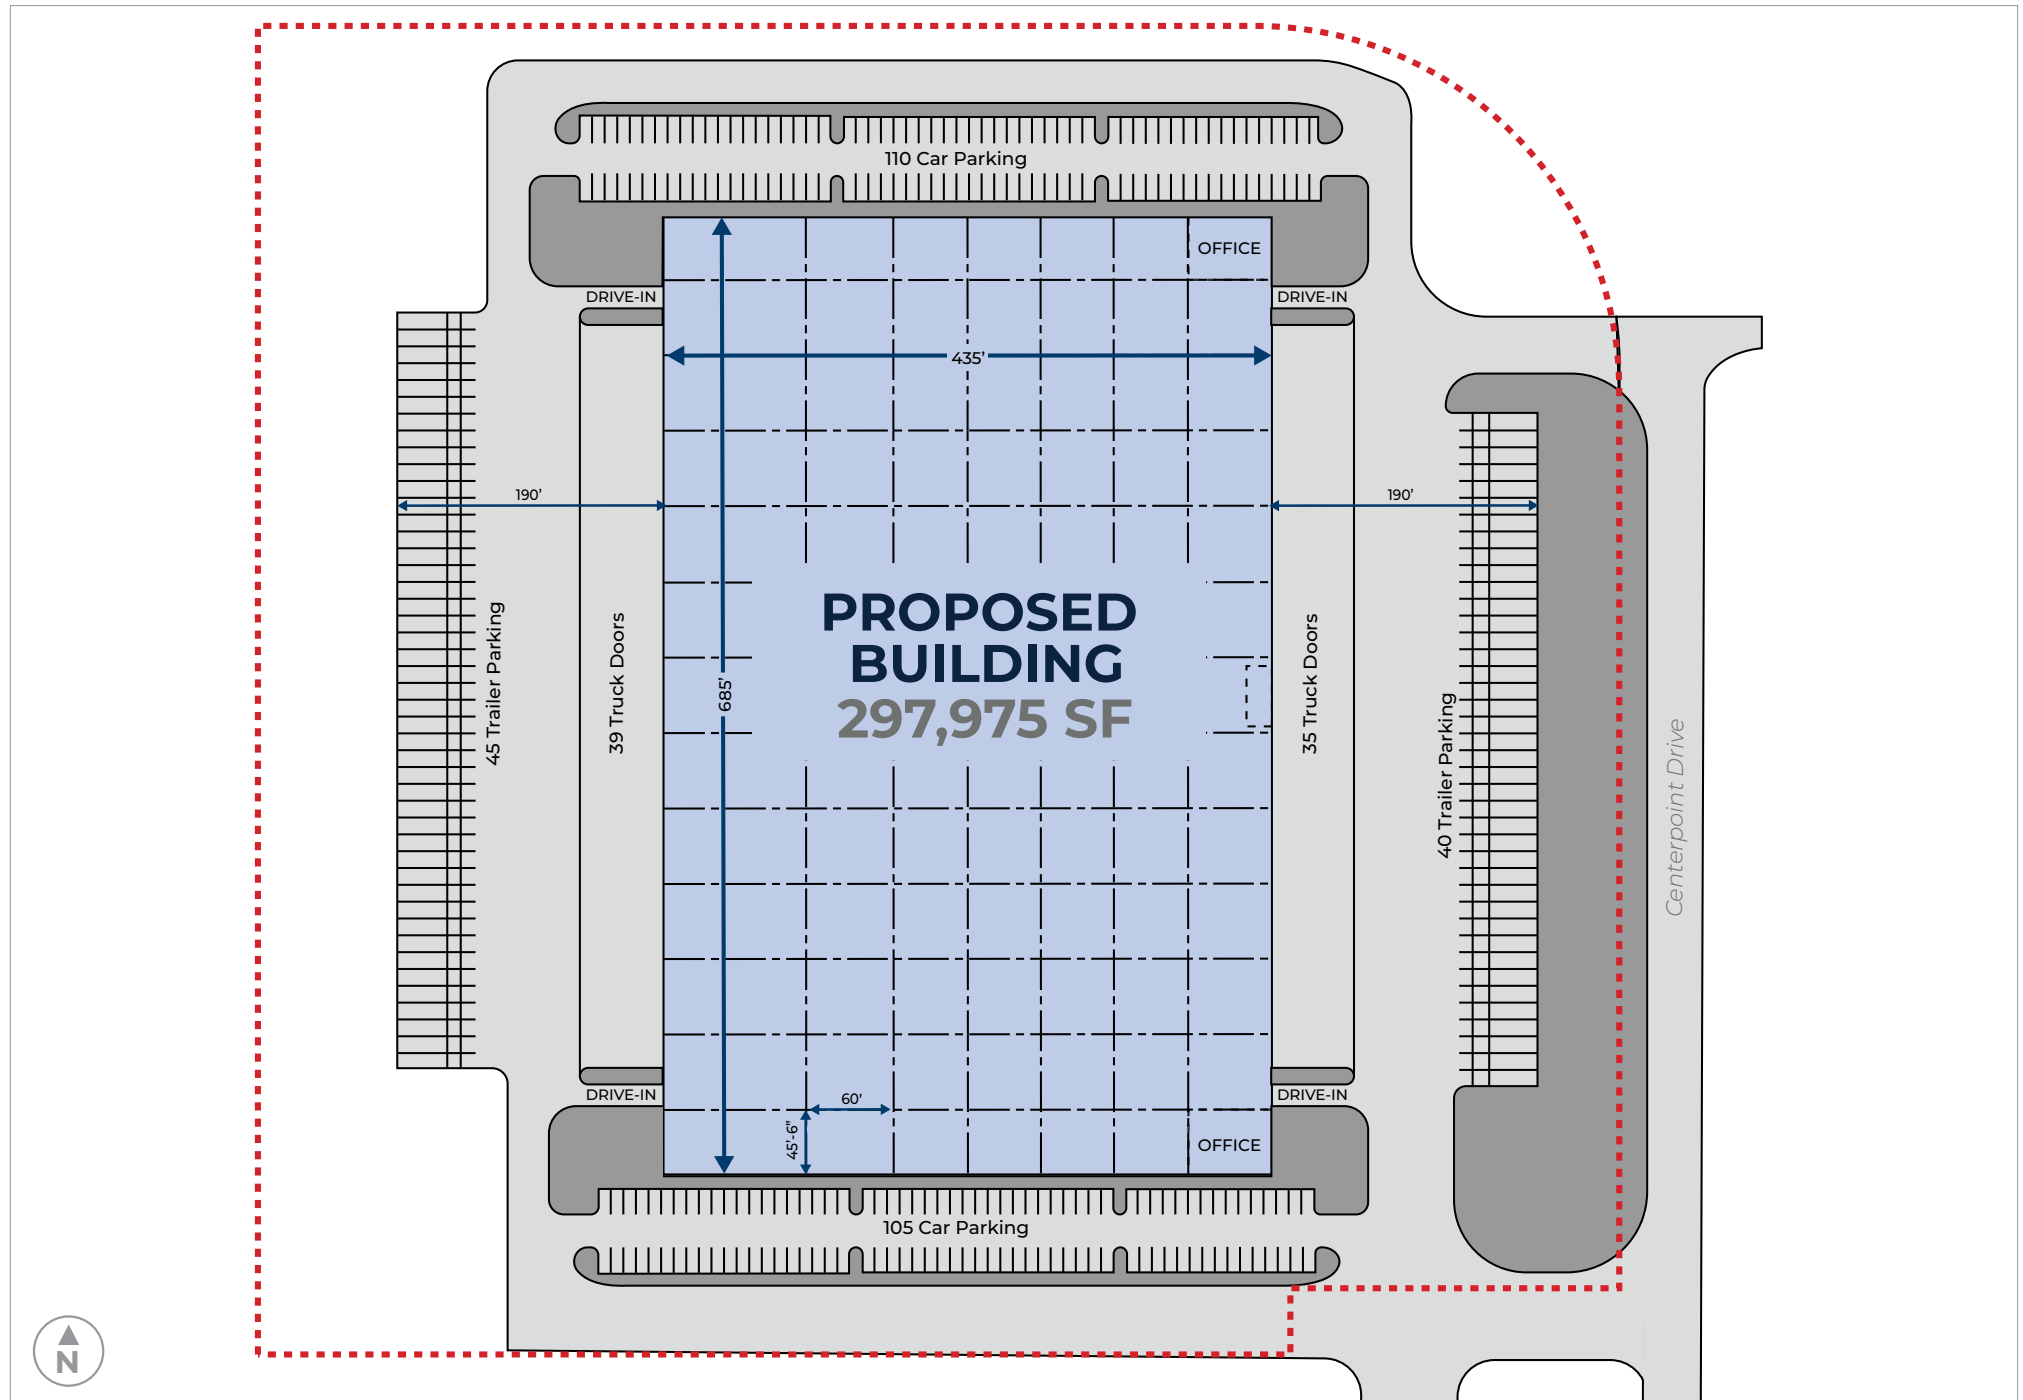 110 Car Parking
OFFICE
DRIVE-IN
DRIVE-IN
435’
190’
190’
PROPOSED
BUILDING
297,975 SF
45 Trailer Parking
39 Truck Doors
685’
35 Truck Doors
40 Trailer Parking
Centerpoint Drive
DRIVE-IN
DRIVE-IN
60’
45’-6”
OFFICE
105 Car Parking
N